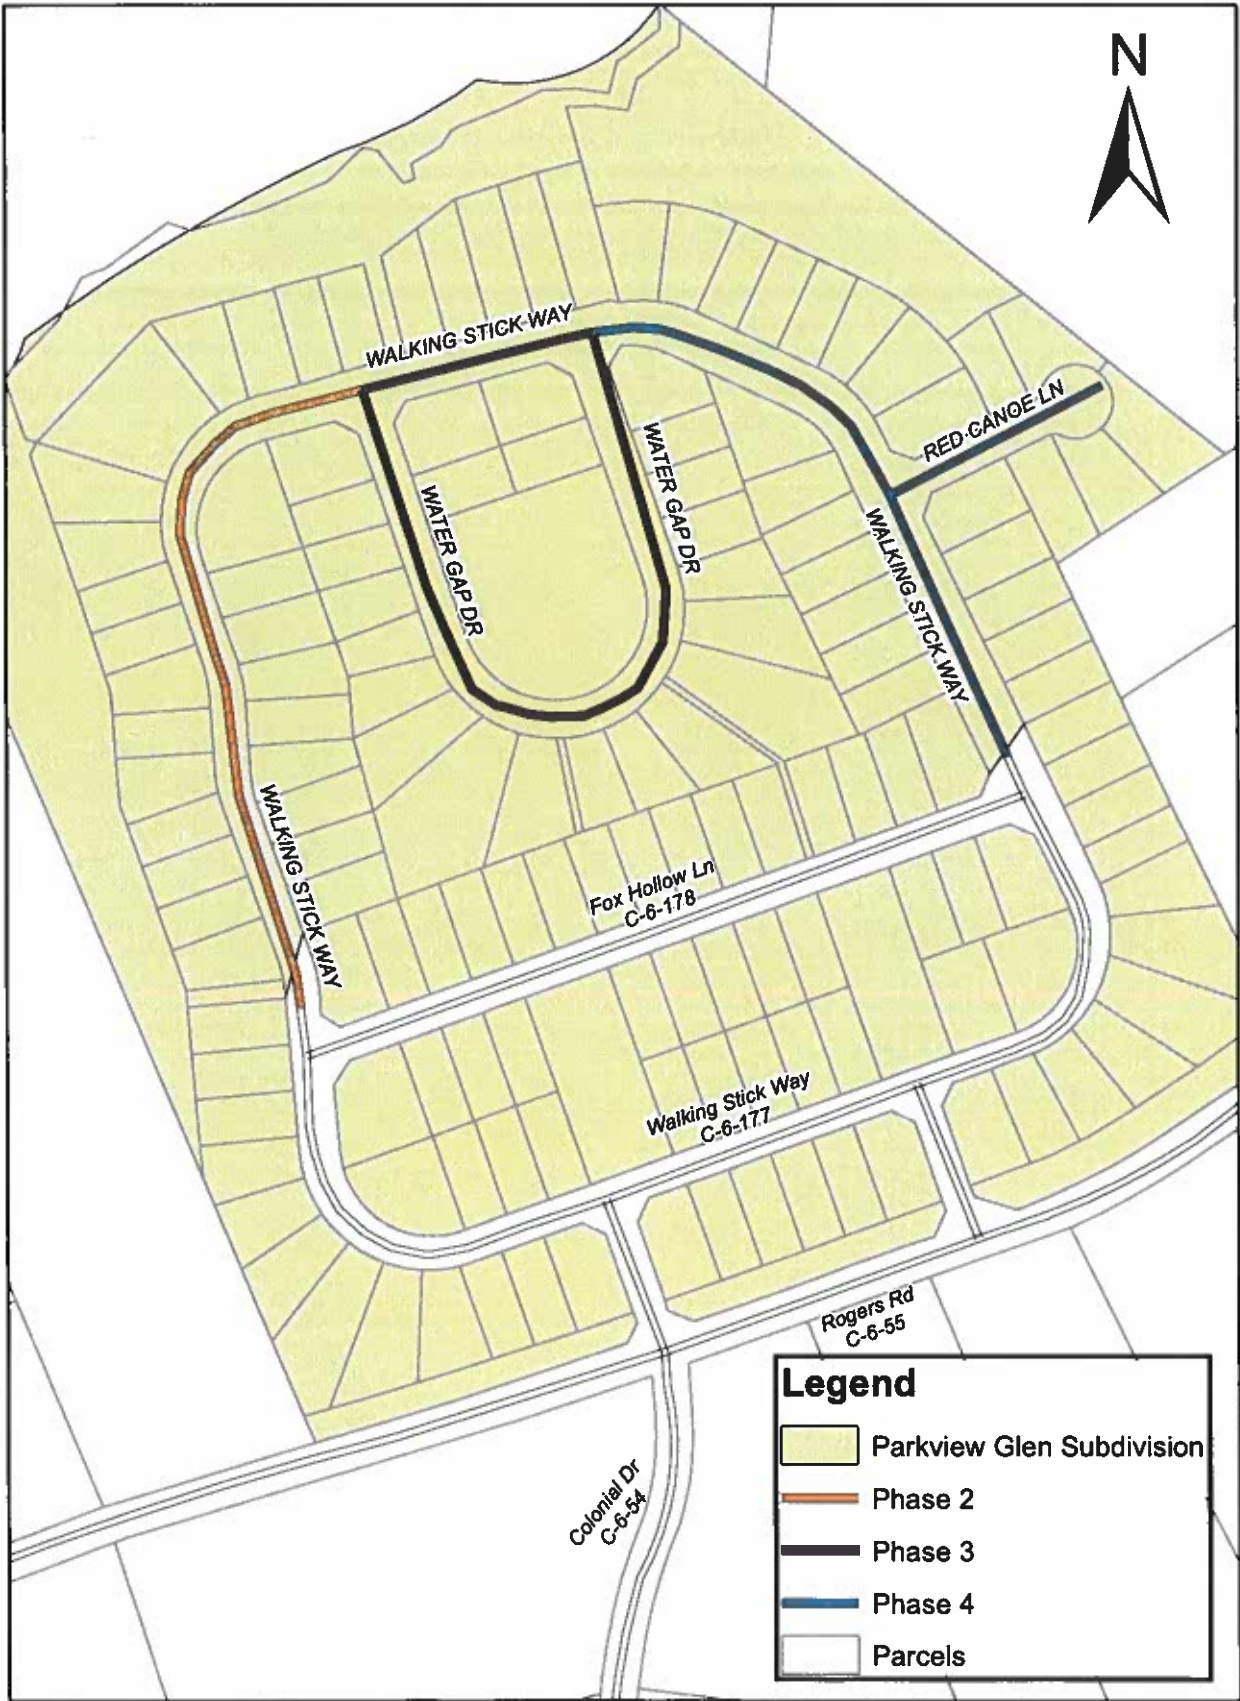 N
WALKING STICK WAY
RED CANOE LN
WATER GAP DR
WATER GAP DR
WALKING STICK WAY
WALKING STICK WAY
Fox Hollow Ln
C-6-178
Walking Stick Way
C-6-177
Rogers Rd
C-6-55
Colonial Dr
C-6-54
Legend
Parkview Glen Subdivision
Phase 2
Phase 3
Phase 4
Parcels